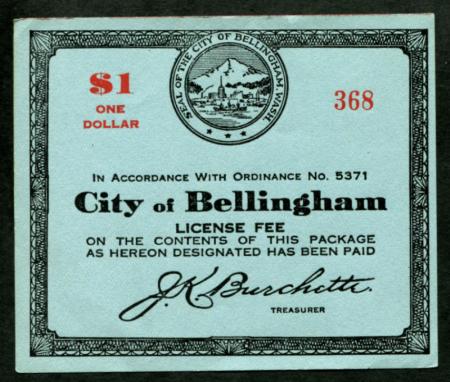 SEAL OF THE CITY OF BELLINGHAM, WASH.
$1
ONE
DOLLAR
368
IN ACCORDANCE WITH ORDINANCE NO. 5371
City of Bellingham
LICENSE FEE
ON THE CONTENTS OF THIS PACKAGE
AS HEREON DESIGNATED HAS BEEN PAID
J.K. Burchette.
TREASURER